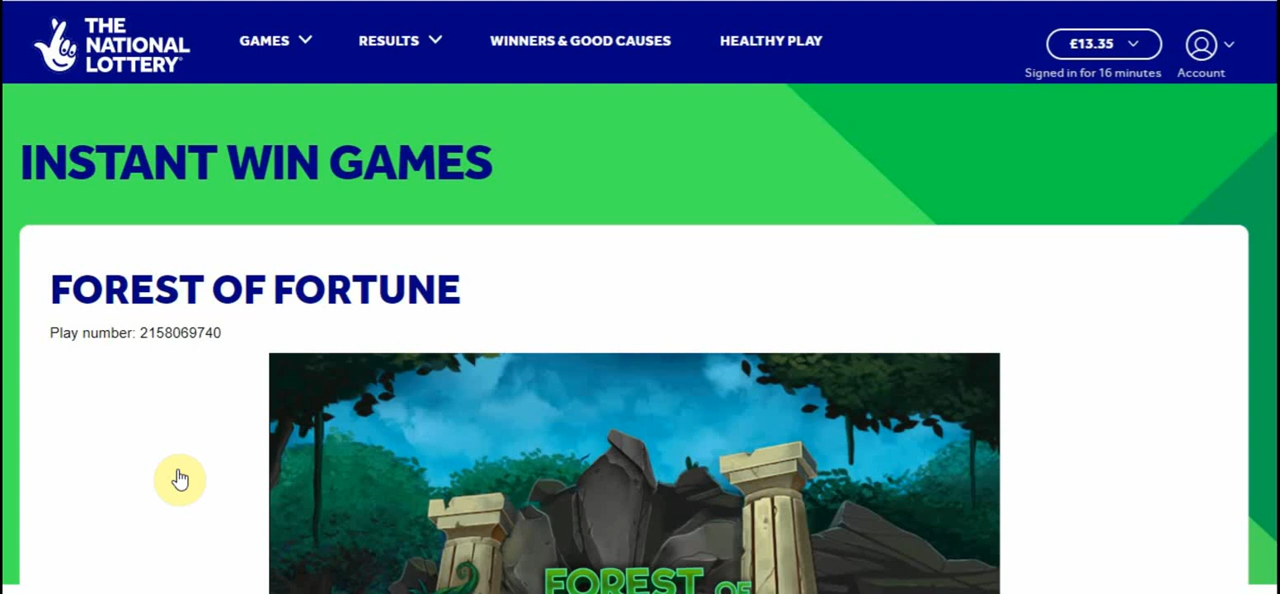 THE
NATIONAL
LOTTERY®
GAMES
RESULTS
WINNERS & GOOD CAUSES
HEALTHY PLAY
£13.35
Signed in for 16 minutes
Account
INSTANT WIN GAMES
FOREST OF FORTUNE
Play number: 2158069740
FOREST OF